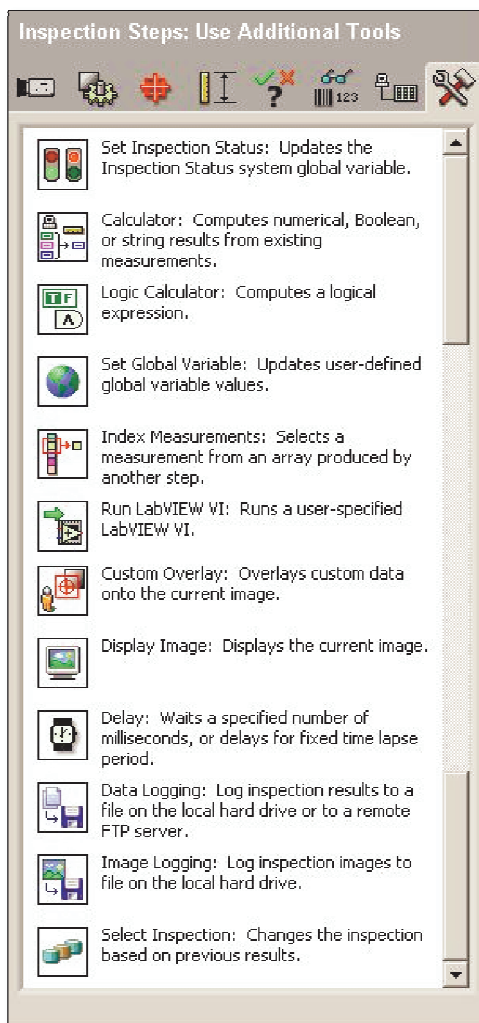 Inspection Steps: Use Additional Tools
? 123
Set Inspection Status: Updates the
Inspection Status system global variable.
Calculator: Computes numerical, Boolean,
or string results from existing
measurements.
T F
A
Logic Calculator: Computes a logical
expression.
Set Global Variable: Updates user-defined
global variable values.
Index Measurements: Selects a
measurement from an array produced by
another step.
Run LabVIEW VI: Runs a user-specified
LabVIEW VI.
Custom Overlay: Overlays custom data
onto the current image.
Display Image: Displays the current image.
Delay: Waits a specified number of
milliseconds, or delays for fixed time lapse
period.
Data Logging: Log inspection results to a
file on the local hard drive or to a remote
FTP server.
Image Logging: Log inspection images to
file on the local hard drive.
Select Inspection: Changes the inspection
based on previous results.